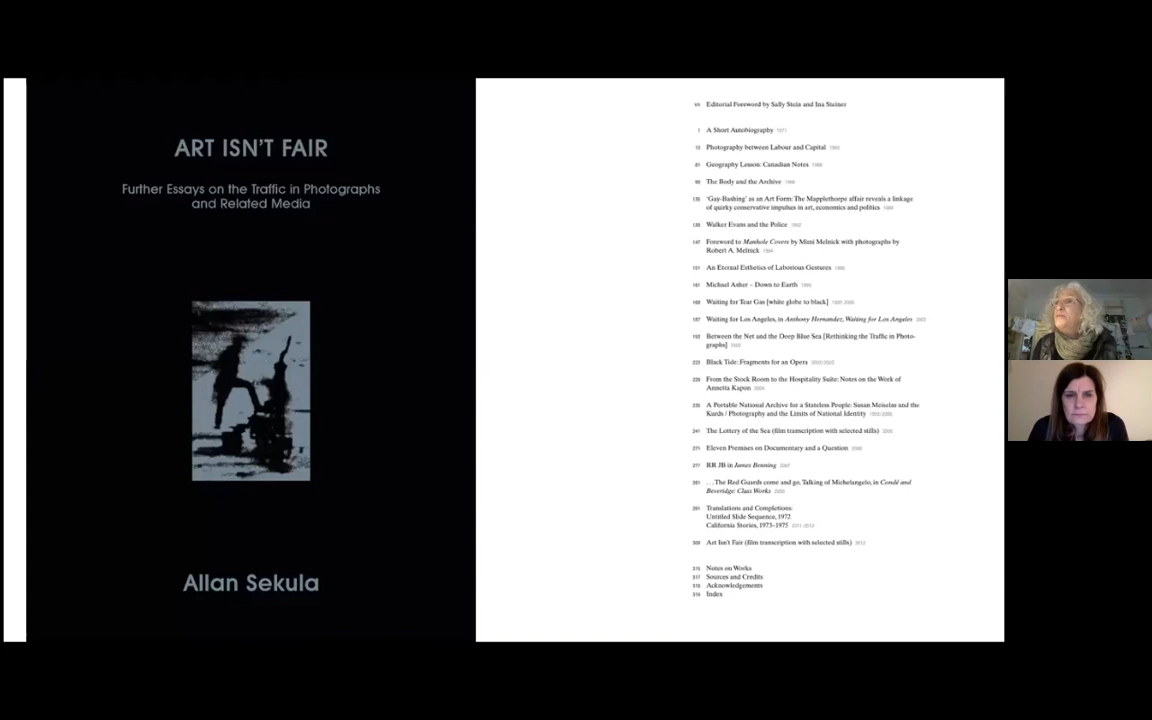 ART ISN'T FAIR
Further Essays on the Traffic in Photographs
and Related Media
Allan Sekula
Editorial Foreword by Sally Stein and Ina Steiner
A Short Autobiography
Photography between Labour and Capital
Geography Lesson: Canadian Notes
The Body and the Archive
'Gay-Bashing' as an Art Form: The Mapplethorpe affair reveals a linkage
of quirky conservative impulses in art, economics and politics
Walker Evans and the Police
Foreword to Manhole Covers by Mimi Melnick with photographs by
Robert A. Melnick
An Eternal Esthetics of Laborious Gestures
Michael Asher – Down to Earth
Waiting for Tear Gas [white globe to black]
Waiting for Los Angeles, in Anthony Hernandez, Waiting for Los Angeles
Between the Net and the Deep Blue Sea [Rethinking the Traffic in Photo-
graphs]
Black Tide: Fragments for an Opera
From the Stock Room to the Hospitality Suite: Notes on the Work of
Annetta Kapon
A Portable National Archive for a Stateless People: Susan Meiselas and the
Kurds / Photography and the Limits of National Identity
The Lottery of the Sea (film transcription with selected stills)
Eleven Premises on Documentary and a Question
RR JB in James Benning
. . . The Red Guards come and go, Talking of Michelangelo, in Condé and
Beveridge: Class Works
Translations and Completions:
Untitled Slide Sequence, 1972
California Stories, 1973–1975
Art Isn't Fair (film transcription with selected stills)
Notes on Works
Sources and Credits
Acknowledgements
Index